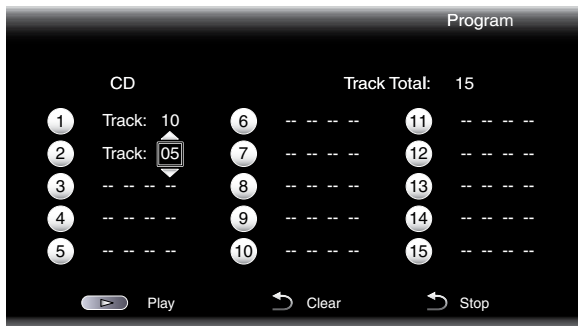 Program
CD Track Total: 15
1 Track: 10 6 -- -- -- -- 11 -- -- -- --
2 Track: 05 7 -- -- -- -- 12 -- -- -- --
3 -- -- -- -- 8 -- -- -- -- 13 -- -- -- --
4 -- -- -- -- 9 -- -- -- -- 14 -- -- -- --
5 -- -- -- -- 10 -- -- -- -- 15 -- -- -- --
Play Clear Stop